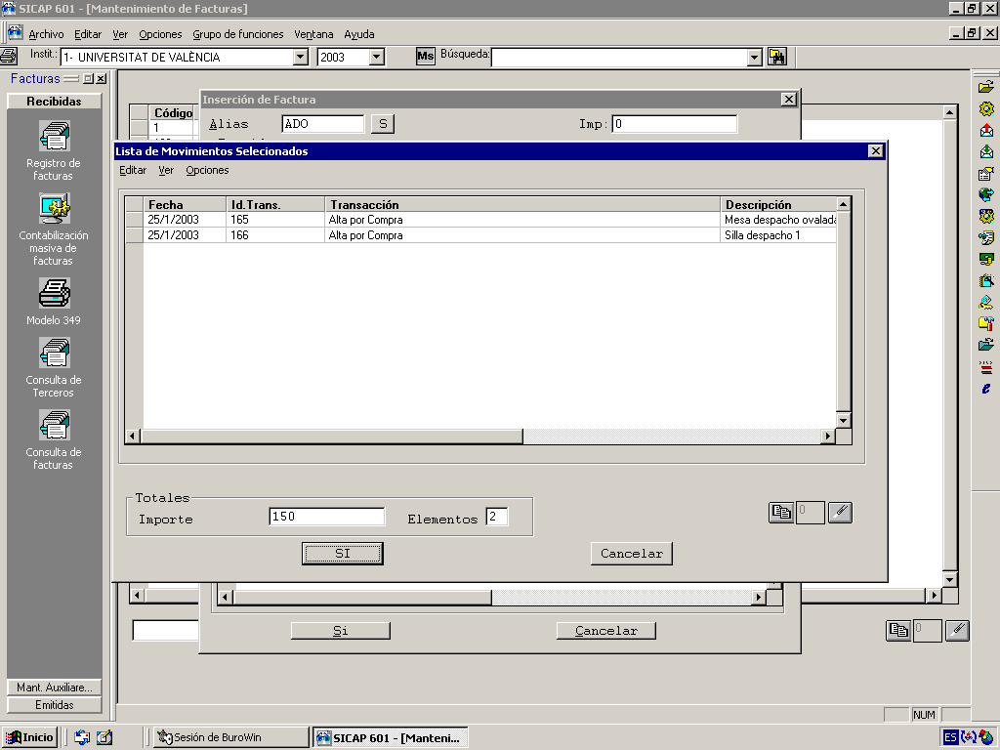 SICAP 601 - [Mantenimiento de Facturas]
Archivo Editar Ver Opciones Grupo de funciones Ventana Ayuda
Instit.: 1- UNIVERSITAT DE VALÈNCIA 2003 Ms Búsqueda:
Facturas
Recibidas
Registro de
facturas
Contabilización
masiva de
facturas
Modelo 349
Consulta de
Terceros
Consulta de
facturas
Mant. Auxiliare...
Emitidas
Código
1
Inserción de Factura
Alias ADO S Imp: 0
Lista de Movimientos Selecionados
Editar Ver Opciones
Fecha Id.Trans. Transacción Descripción
25/1/2003 165 Alta por Compra Mesa despacho ovalada
25/1/2003 166 Alta por Compra Silla despacho 1
Totales
Importe 150 Elementos 2
0
SI Cancelar
Si Cancelar
0
NUM
Inicio Sesión de BuroWin SICAP 601 - [Manteni... ES